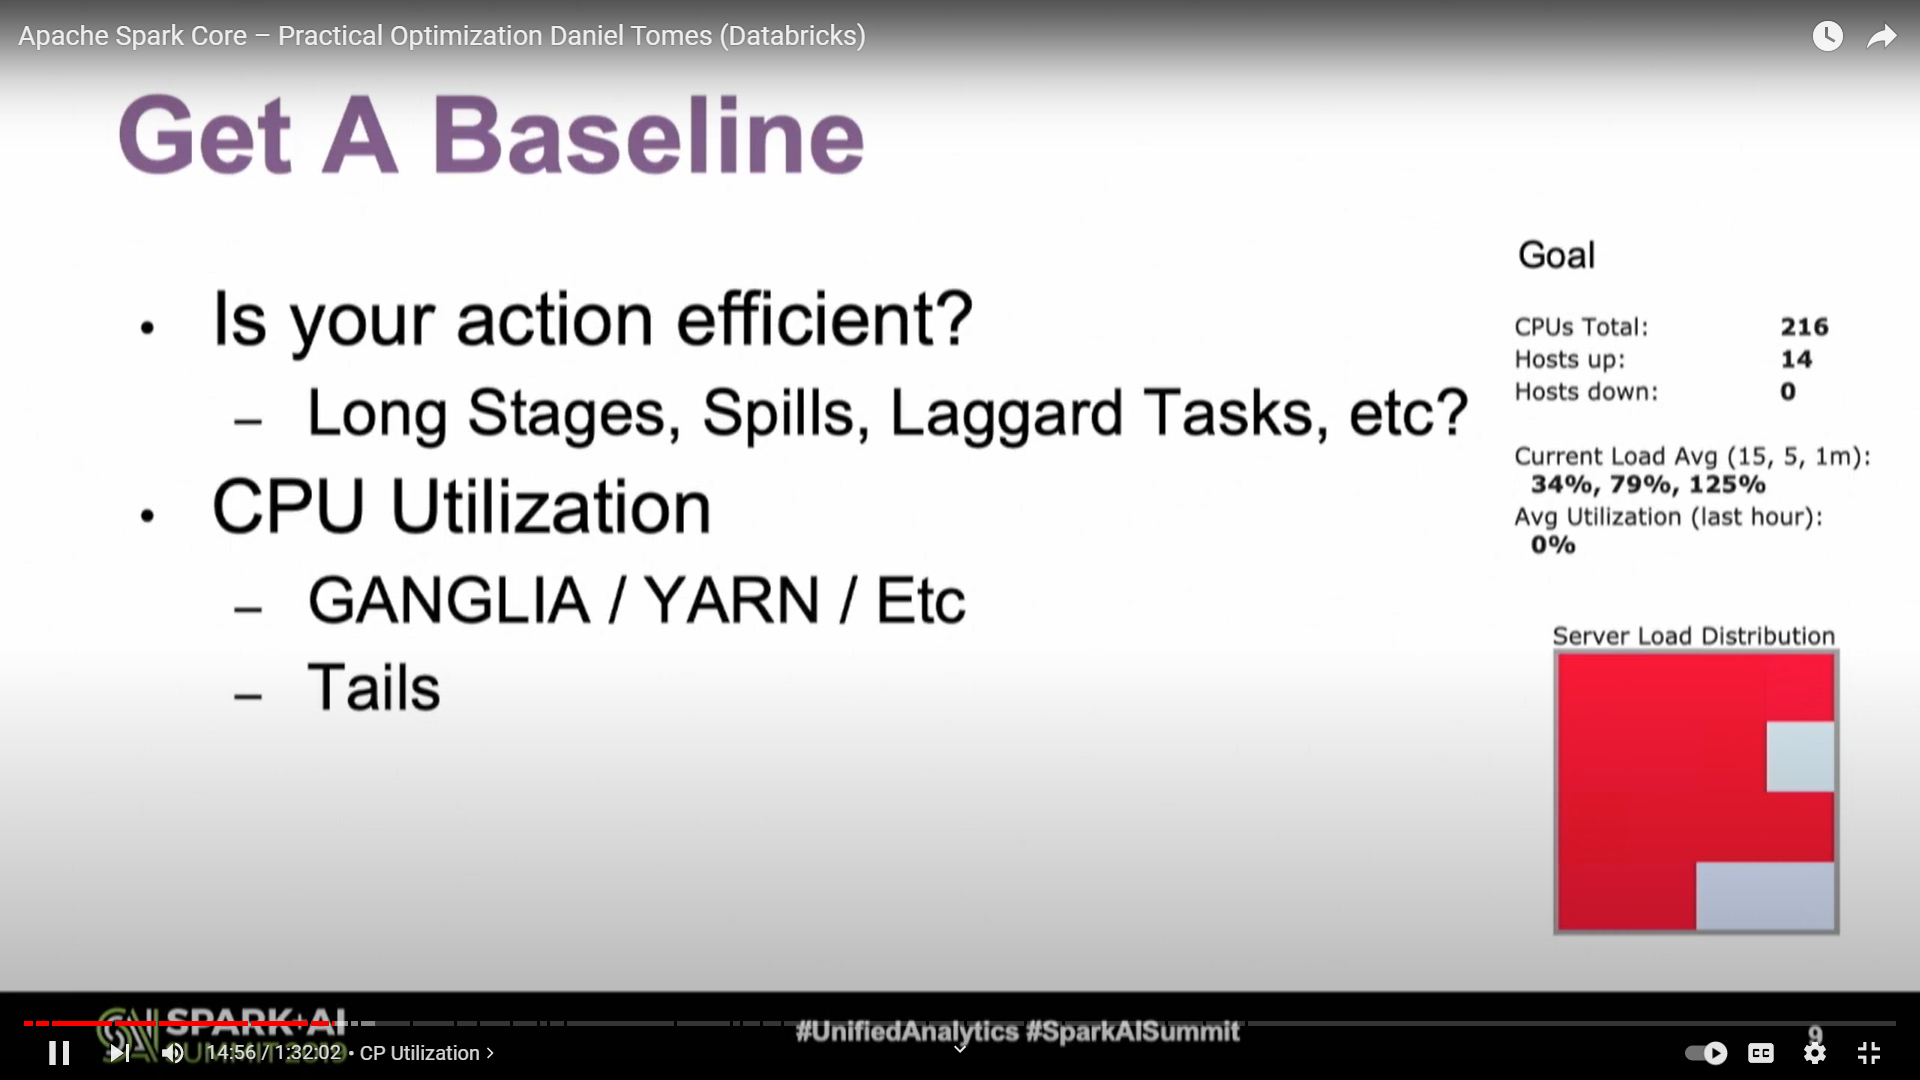 Apache Spark Core – Practical Optimization Daniel Tomes (Databricks)
Get A Baseline
• Is your action efficient?
– Long Stages, Spills, Laggard Tasks, etc?
• CPU Utilization
– GANGLIA / YARN / Etc
– Tails
Goal
CPUs Total: 216
Hosts up: 14
Hosts down: 0
Current Load Avg (15, 5, 1m):
34%, 79%, 125%
Avg Utilization (last hour):
0%
Server Load Distribution
SPARK+AI
SUMMIT 2019
#UnifiedAnalytics #SparkAISummit
9
14:56 / 1:32:02 • CP Utilization
CC